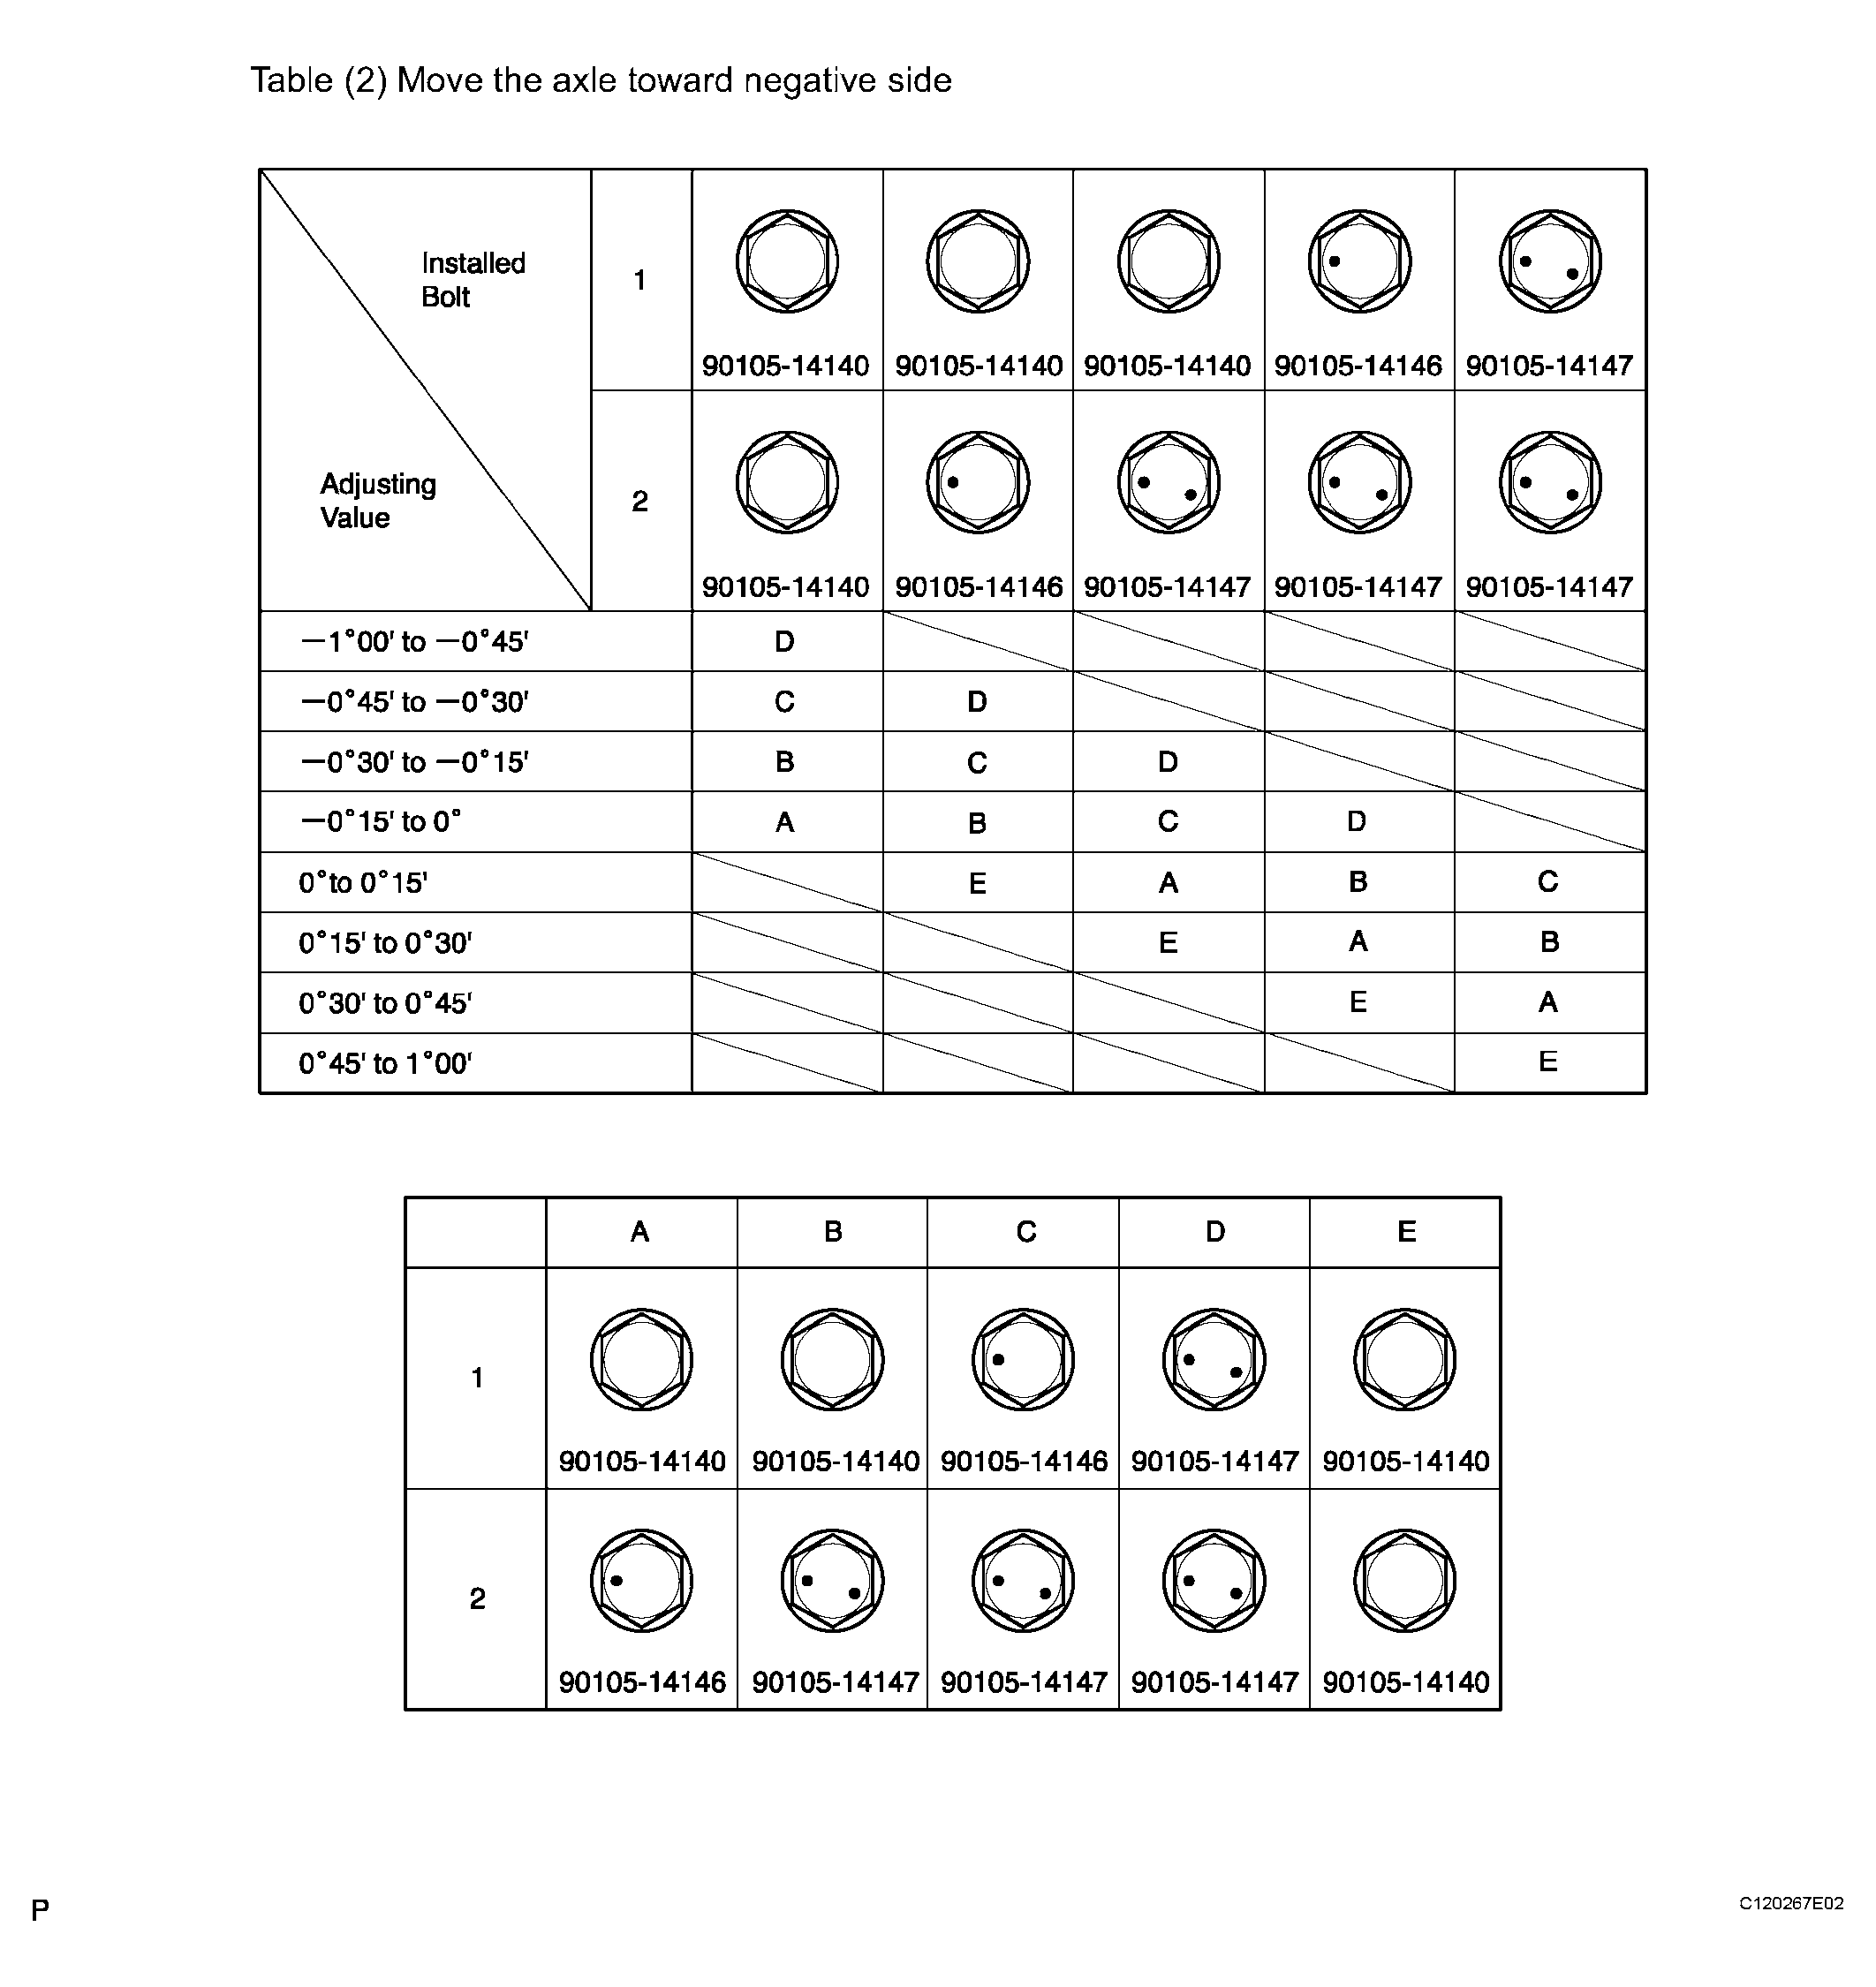 Table (2) Move the axle toward negative side
Installed
Bolt
1
90105-14140 90105-14140 90105-14140 90105-14146 90105-14147
Adjusting
Value
2
90105-14140 90105-14146 90105-14147 90105-14147 90105-14147
—1°00' to —0°45' D
—0°45' to —0°30' C D
—0°30' to —0°15' B C D
—0°15' to 0° A B C D
0°to 0°15' E A B C
0°15' to 0°30' E A B
0°30' to 0°45' E A
0°45' to 1°00' E
A B C D E
1
90105-14140 90105-14140 90105-14146 90105-14147 90105-14140
2
90105-14146 90105-14147 90105-14147 90105-14147 90105-14140
P
C120267E02